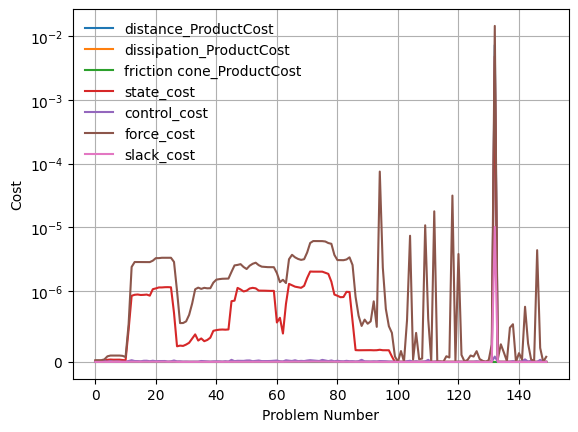 distance_ProductCost
dissipation_ProductCost
friction cone_ProductCost
state_cost
control_cost
force_cost
slack_cost
10⁻²
10⁻³
10⁻⁴
10⁻⁵
10⁻⁶
0
Cost
0 20 40 60 80 100 120 140
Problem Number